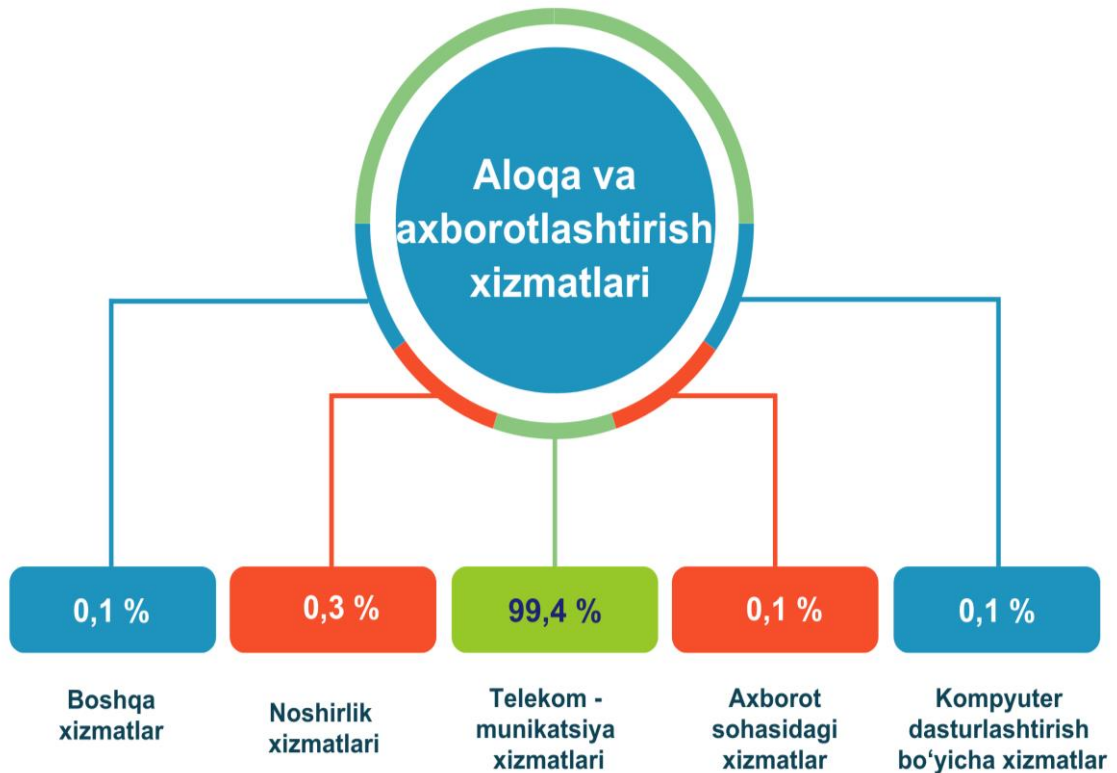 Aloqa va
axborotlashtirish
xizmatlari
0,1 %
0,3 %
99,4 %
0,1 %
0,1 %
Boshqa
xizmatlar
Noshirlik
xizmatlari
Telekom -
munikatsiya
xizmatlari
Axborot
sohasidagi
xizmatlar
Kompyuter
dasturlashtirish
bo‘yicha xizmatlar